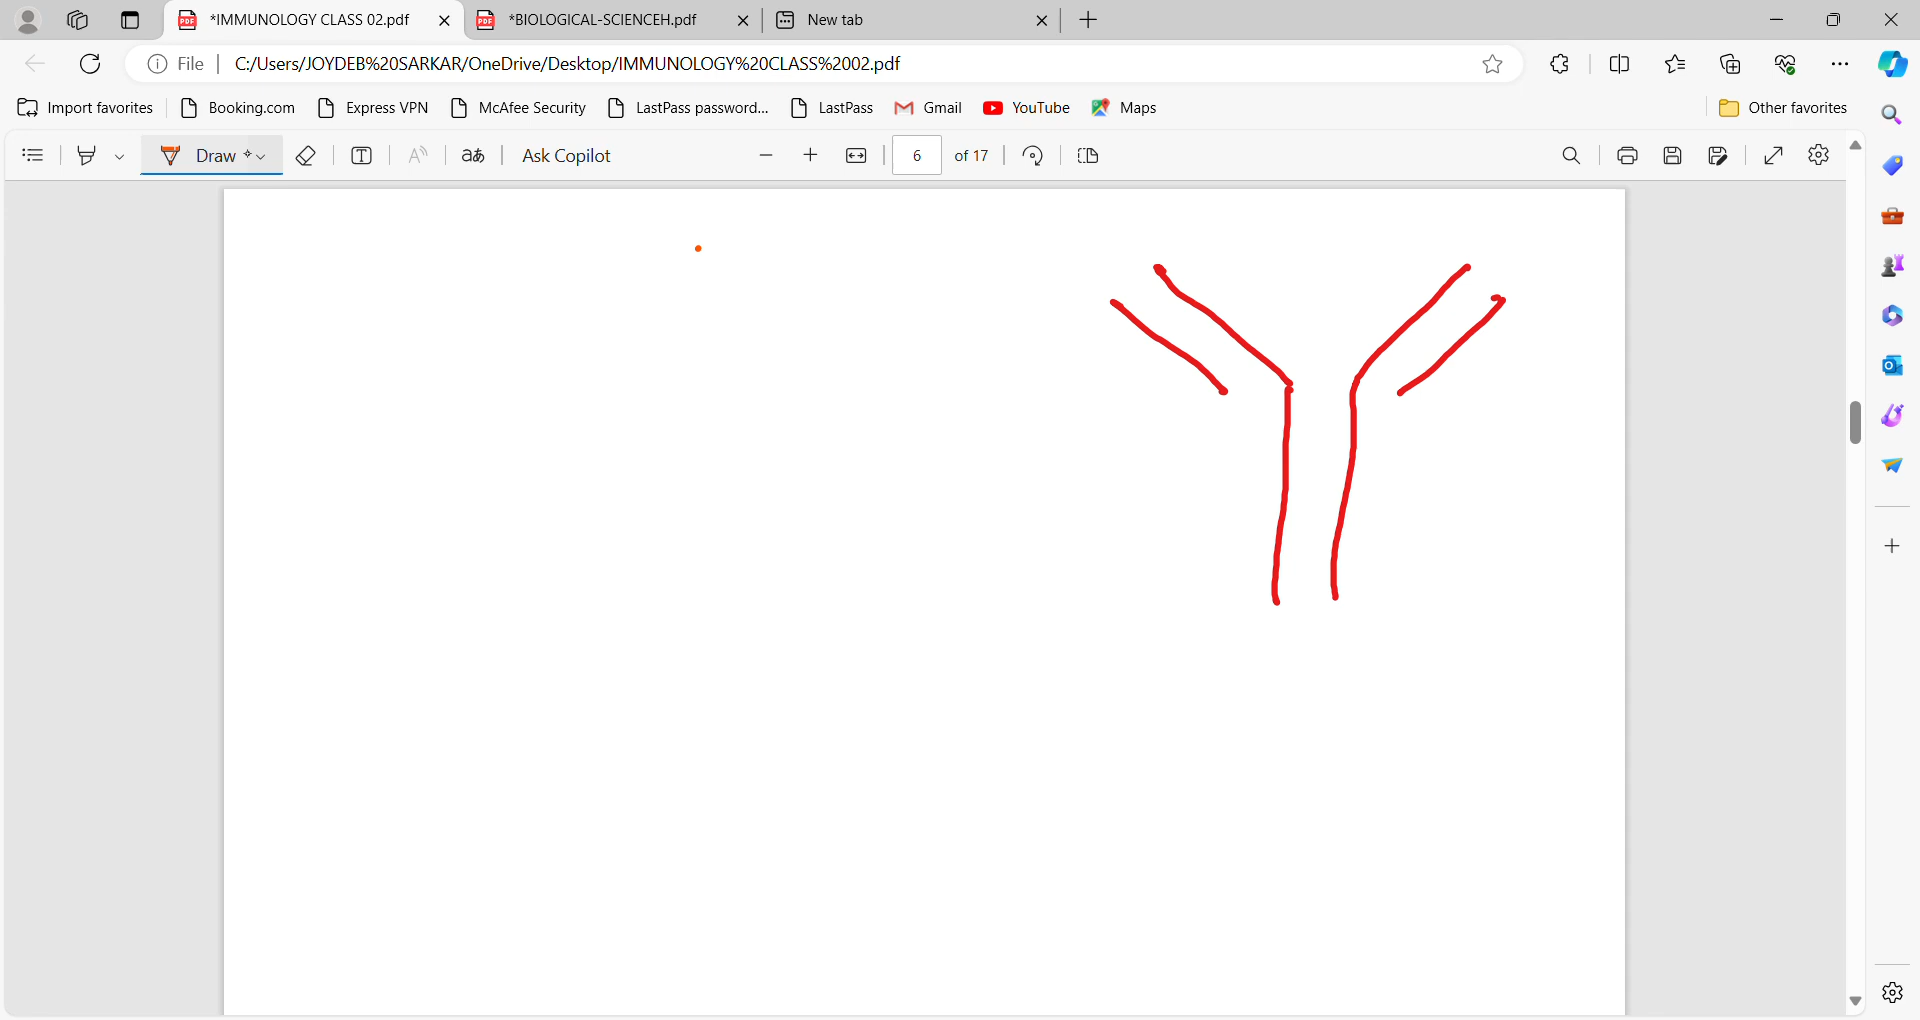 *IMMUNOLOGY CLASS 02.pdf
*BIOLOGICAL-SCIENCEH.pdf
New tab
File
C:/Users/JOYDEB%20SARKAR/OneDrive/Desktop/IMMUNOLOGY%20CLASS%2002.pdf
Import favorites
Booking.com
Express VPN
McAfee Security
LastPass password...
LastPass
Gmail
YouTube
Maps
Other favorites
Draw
Ask Copilot
6
of 17